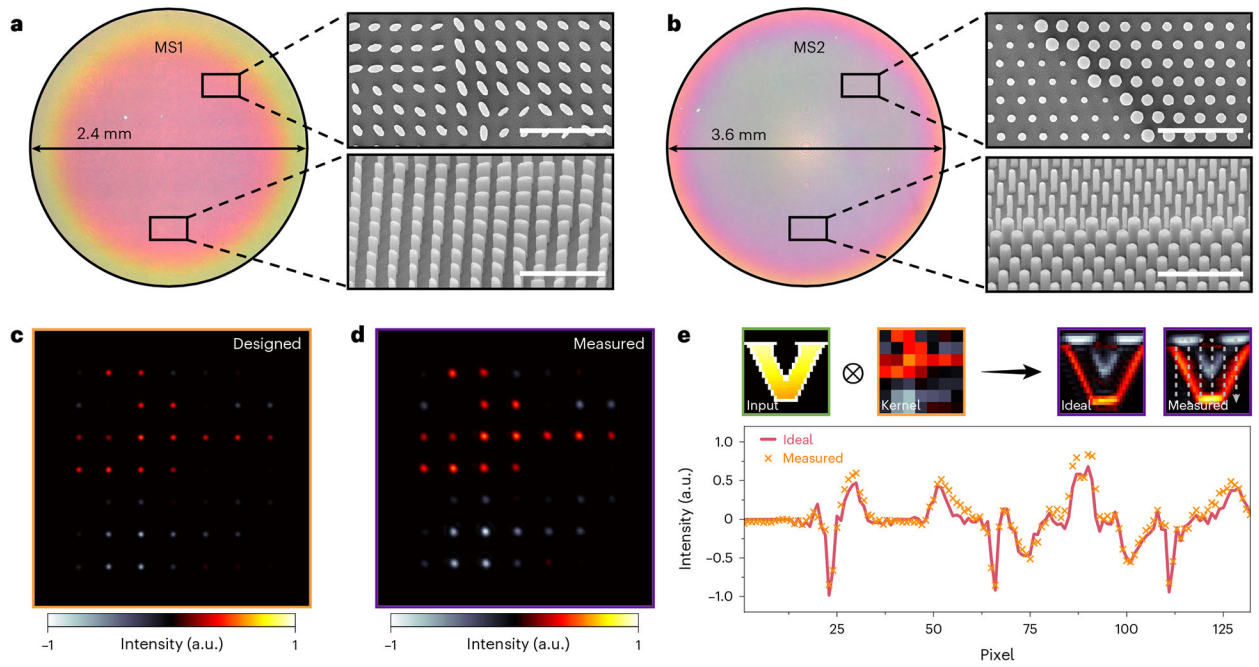 a
MS1
2.4 mm
b
MS2
3.6 mm
c
Designed
−1
Intensity (a.u.)
1
d
Measured
−1
Intensity (a.u.)
1
e
Input
⊗
Kernel
Ideal
Measured
Ideal
Measured
Intensity (a.u.)
1.0
0.5
0
−0.5
−1.0
25
50
75
100
125
Pixel